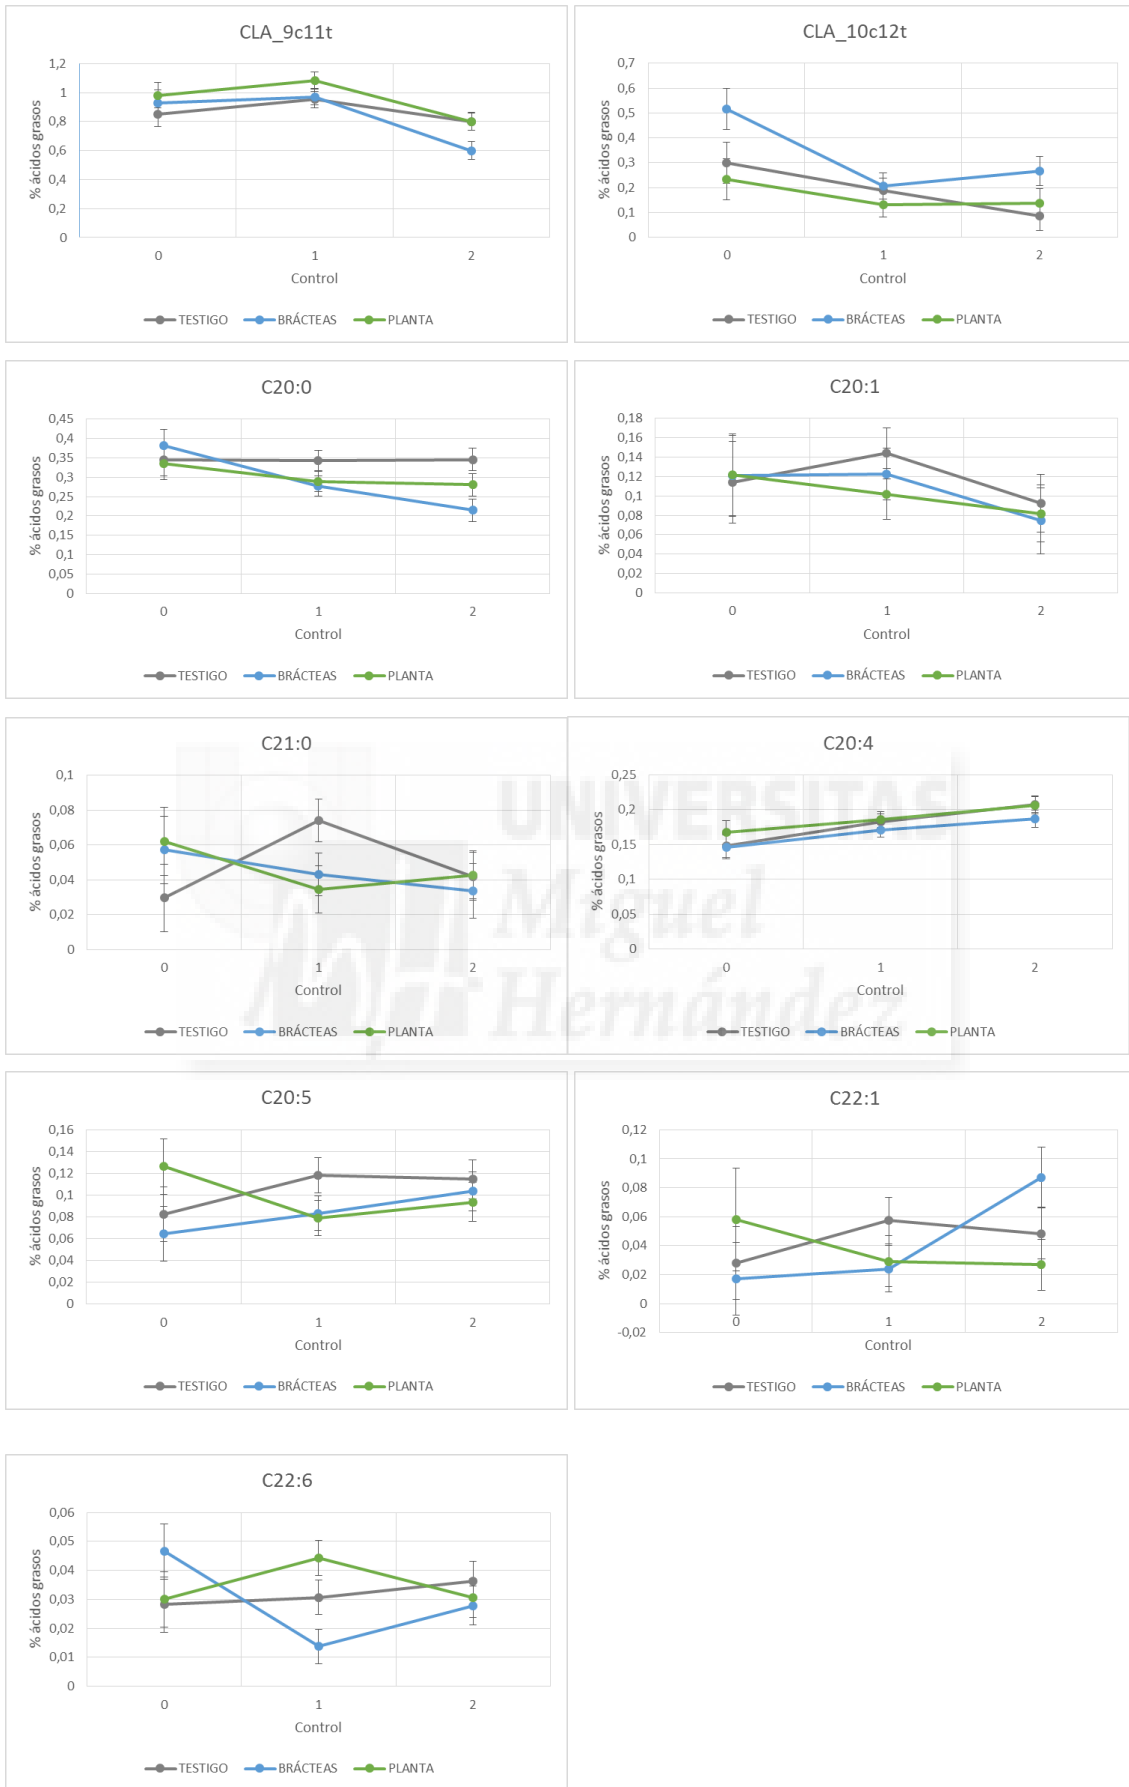 CLA_9c11t
% ácidos grasos
1,2
1
0,8
0,6
0,4
0,2
0
0 1 2
Control
TESTIGO BRÁCTEAS PLANTA
CLA_10c12t
% ácidos grasos
0,7
0,6
0,5
0,4
0,3
0,2
0,1
0
0 1 2
Control
TESTIGO BRÁCTEAS PLANTA
C20:0
% ácidos grasos
0,45
0,4
0,35
0,3
0,25
0,2
0,15
0,1
0,05
0
0 1 2
Control
TESTIGO BRÁCTEAS PLANTA
C20:1
% ácidos grasos
0,18
0,16
0,14
0,12
0,1
0,08
0,06
0,04
0,02
0
0 1 2
Control
TESTIGO BRÁCTEAS PLANTA
C21:0
% ácidos grasos
0,1
0,08
0,06
0,04
0,02
0
0 1 2
Control
TESTIGO BRÁCTEAS PLANTA
C20:4
% ácidos grasos
0,25
0,2
0,15
0,1
0,05
0
0 1 2
Control
TESTIGO BRÁCTEAS PLANTA
UNIVERSITAS
Miguel
Hernández
C20:5
% ácidos grasos
0,16
0,14
0,12
0,1
0,08
0,06
0,04
0,02
0
0 1 2
Control
TESTIGO BRÁCTEAS PLANTA
C22:1
% ácidos grasos
0,12
0,1
0,08
0,06
0,04
0,02
0
-0,02
0 1 2
Control
TESTIGO BRÁCTEAS PLANTA
C22:6
% ácidos grasos
0,06
0,05
0,04
0,03
0,02
0,01
0
0 1 2
Control
TESTIGO BRÁCTEAS PLANTA